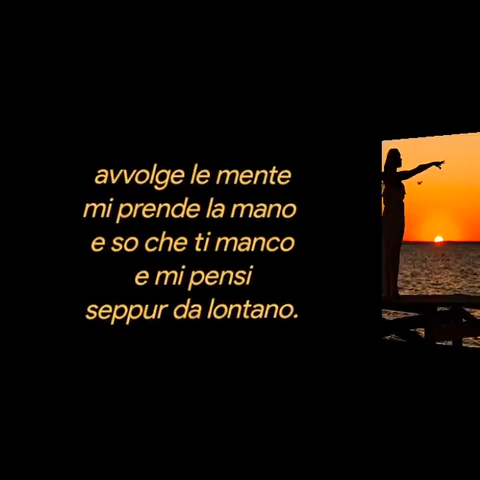 avvolge le mente
mi prende la mano
e so che ti manco
e mi pensi
seppur da lontano.